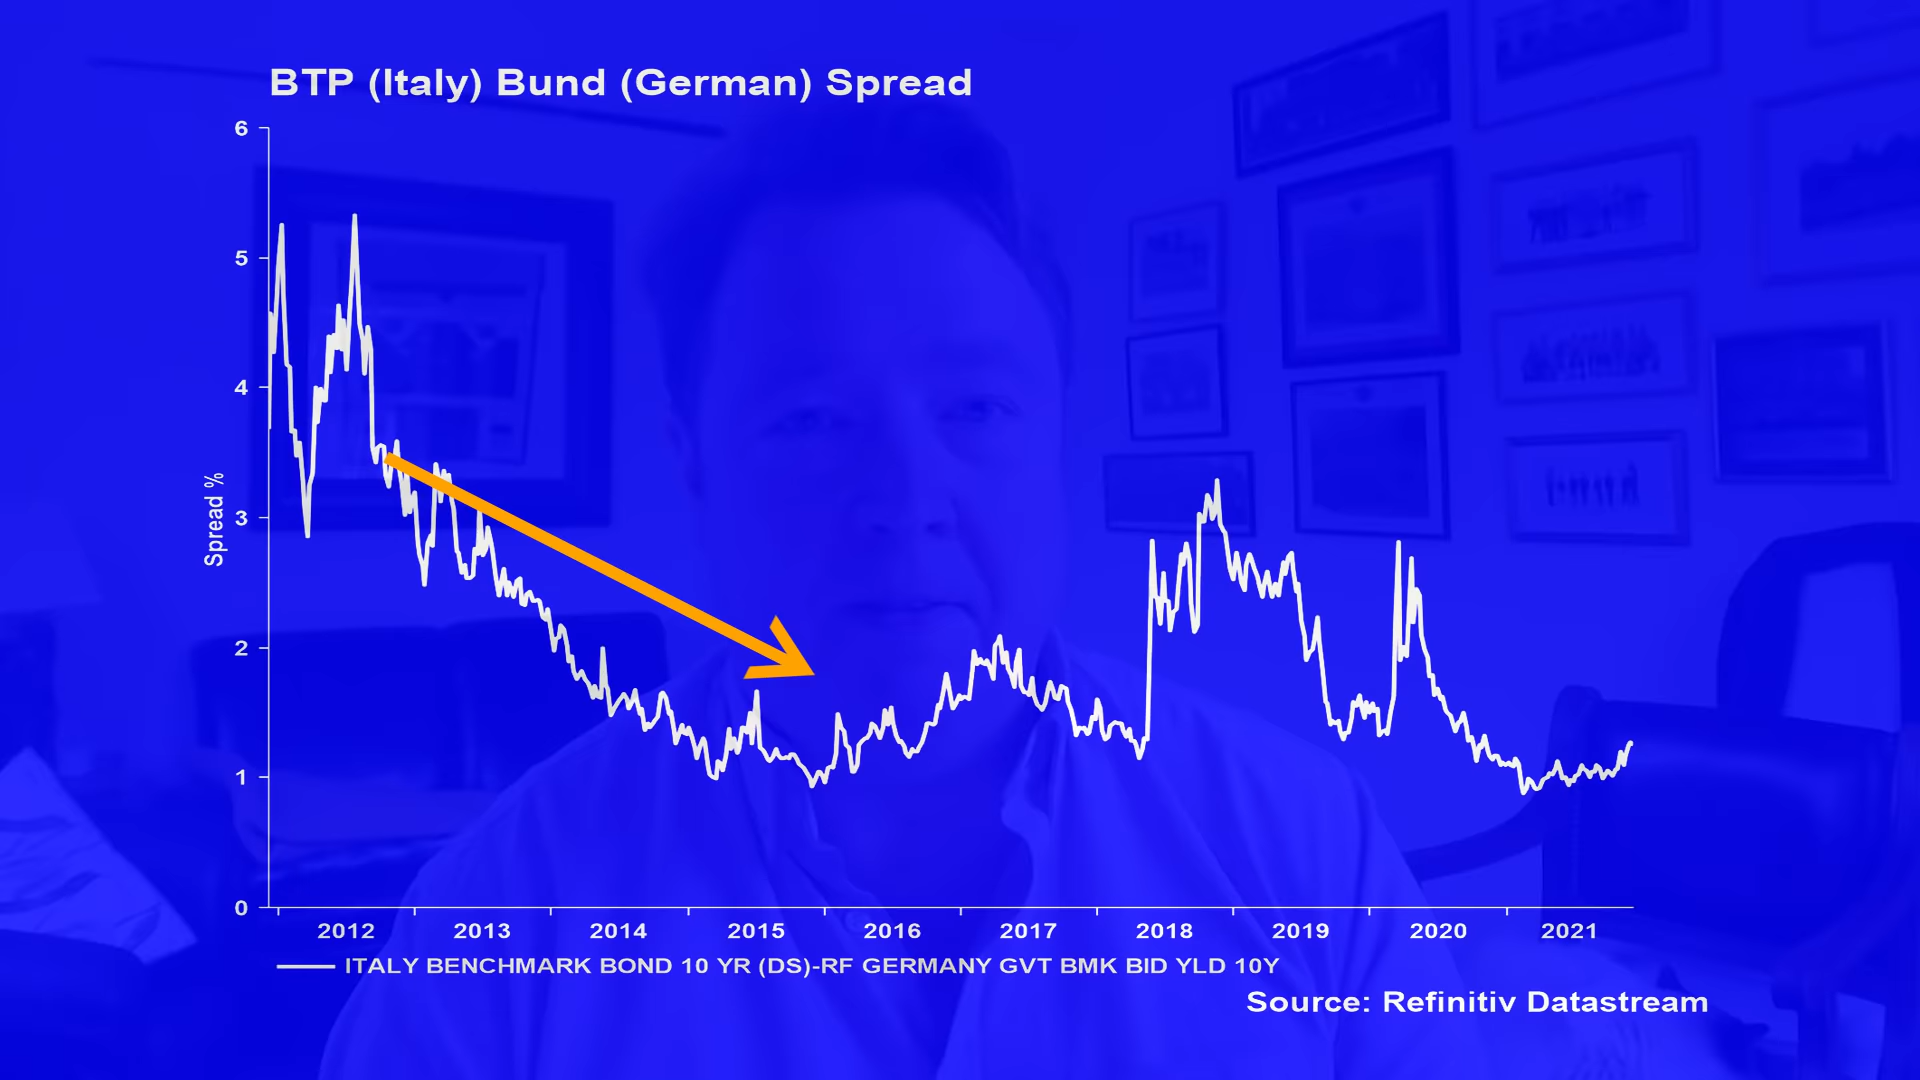 BTP (Italy) Bund (German) Spread
6
5
4
3
2
1
0
Spread %
2012 2013 2014 2015 2016 2017 2018 2019 2020 2021
ITALY BENCHMARK BOND 10 YR (DS)-RF GERMANY GVT BMK BID YLD 10Y
Source: Refinitiv Datastream